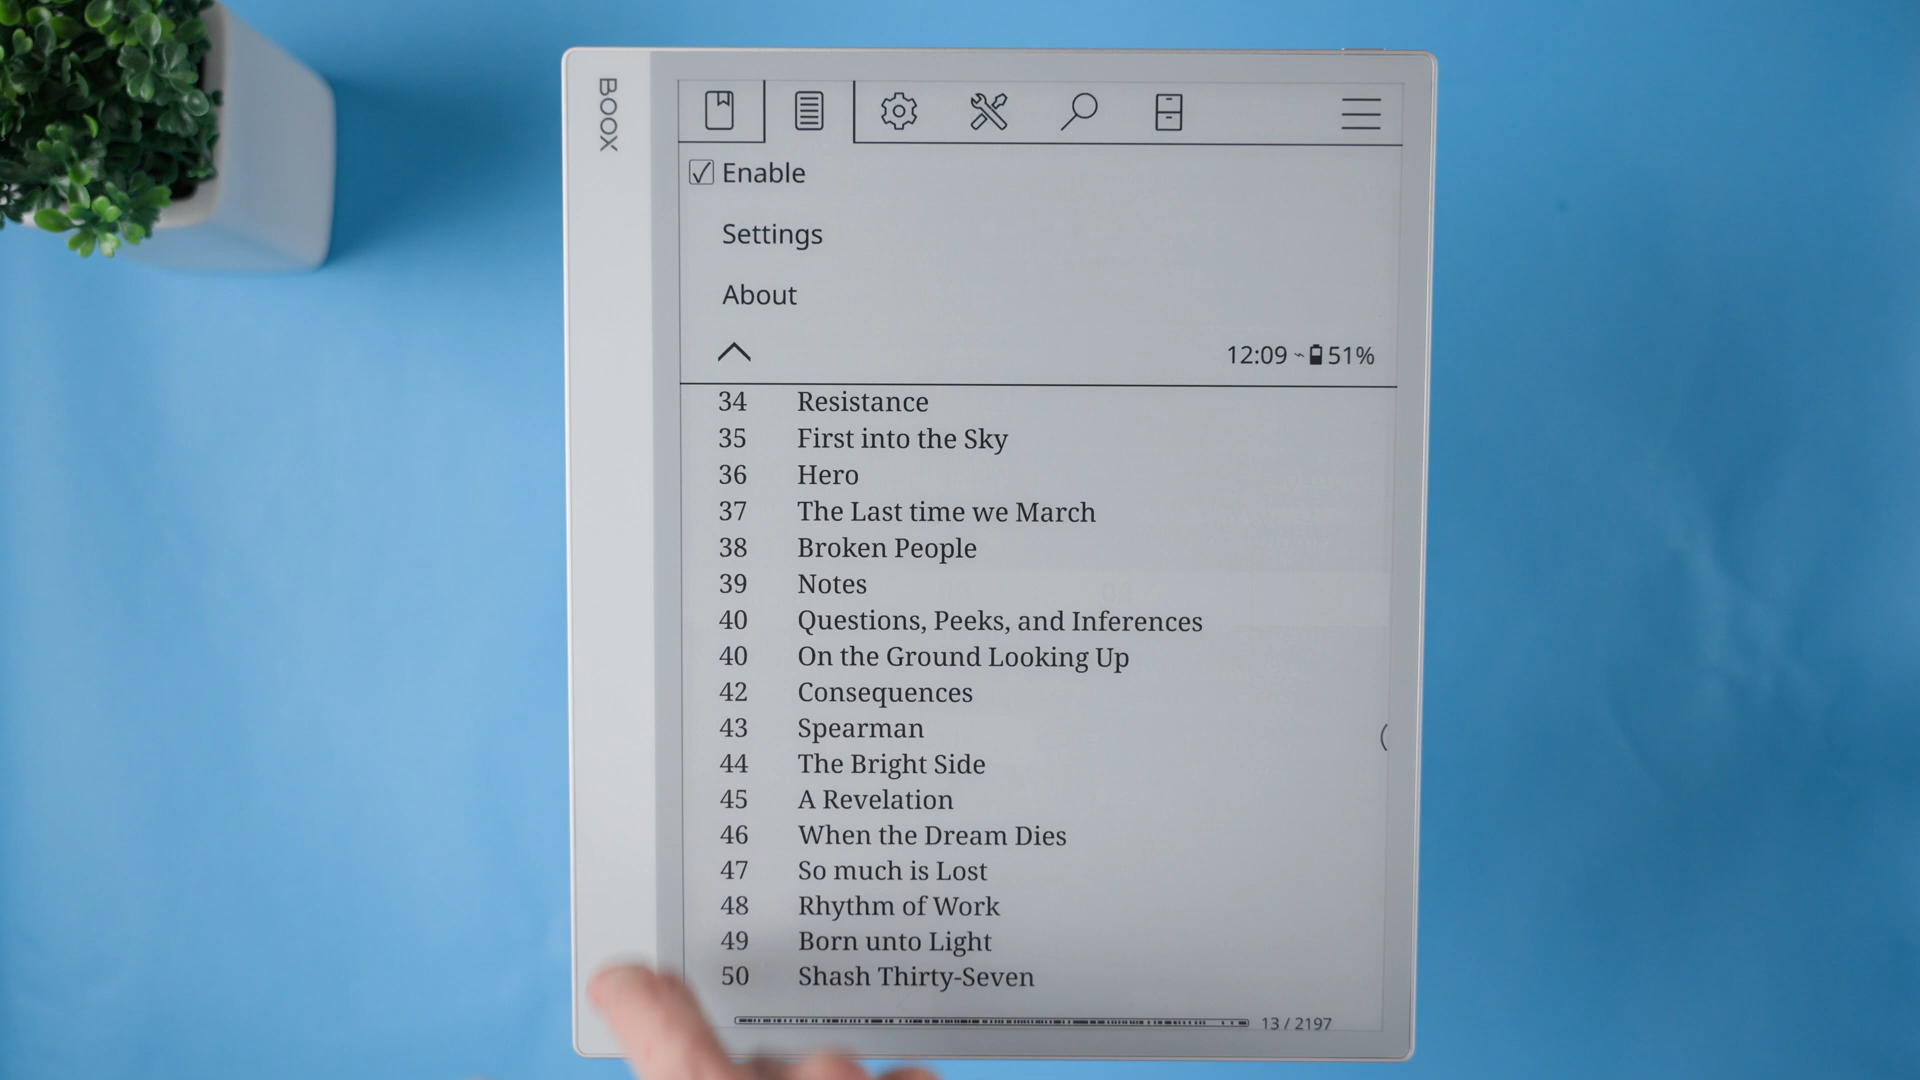 BOOX
Enable
Settings
About
12:09 51%
34 Resistance
35 First into the Sky
36 Hero
37 The Last time we March
38 Broken People
39 Notes
40 Questions, Peeks, and Inferences
40 On the Ground Looking Up
42 Consequences
43 Spearman
44 The Bright Side
45 A Revelation
46 When the Dream Dies
47 So much is Lost
48 Rhythm of Work
49 Born unto Light
50 Shash Thirty-Seven
13 / 2197